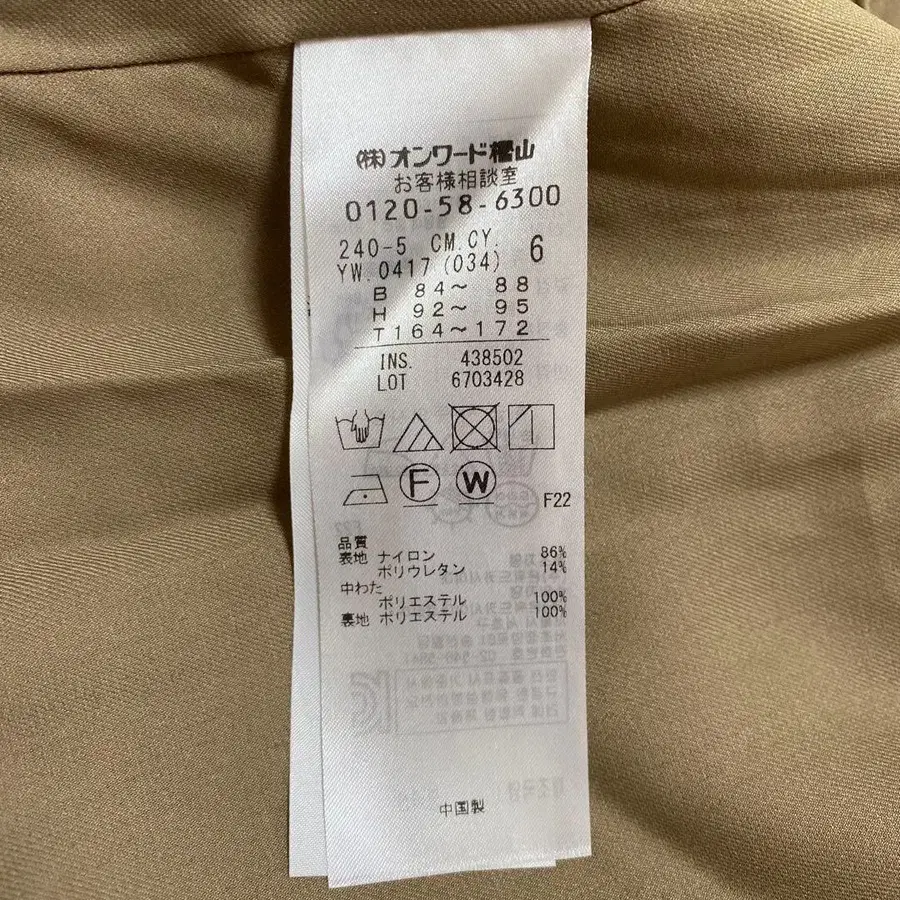 ㈱オンワード樫山
お客様相談室
0120-58-6300
240-5 CM.CY. 6
YW.0417 (034)
B 84～ 88
H 92～ 95
T164～172
INS. 438502
LOT 6703428
F W F22
品質
表地 ナイロン 86%
ポリウレタン 14%
中わた
ポリエステル 100%
裏地 ポリエステル 100%
中国製